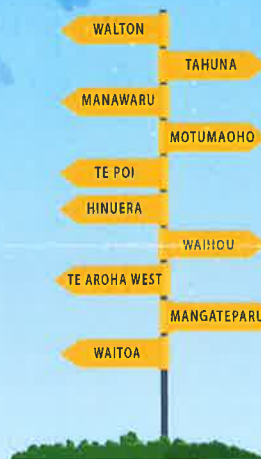 WALTON
TAHUNA
MANAWARU
MOTUMAOHO
TE POI
HINUERA
WAIHOU
TE AROHA WEST
MANGATEPARU
WAITOA